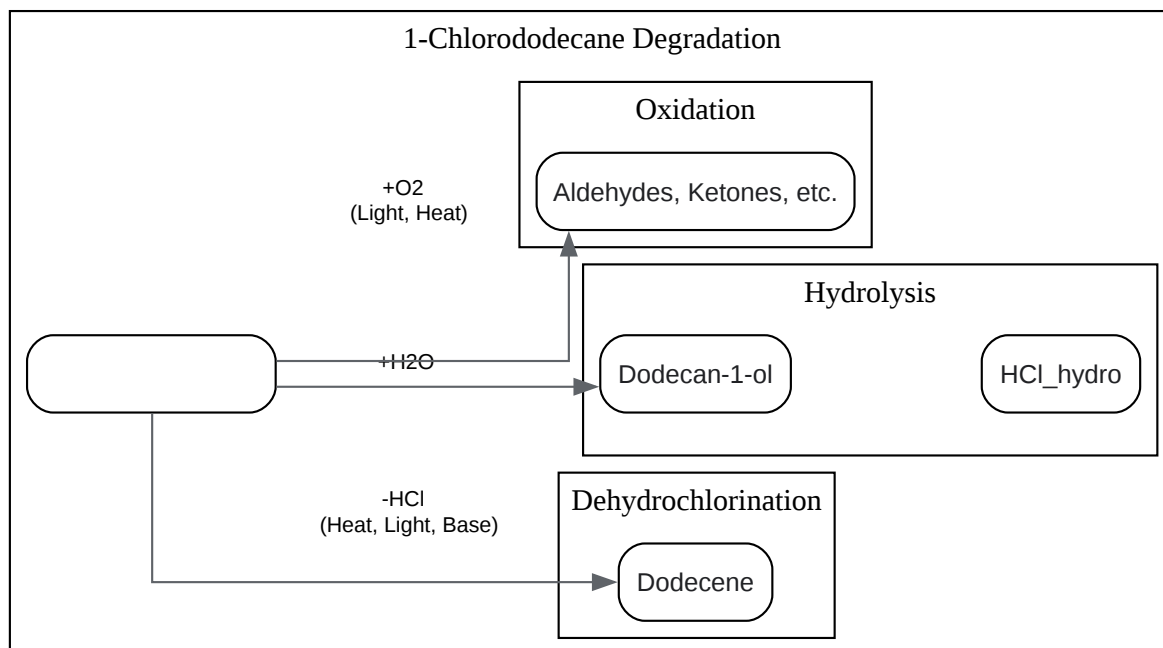 1-Chlorododecane Degradation
Oxidation
Aldehydes, Ketones, etc.
+O2
(Light, Heat)
Hydrolysis
+H2O
Dodecan-1-ol
HCl_hydro
-HCl
(Heat, Light, Base)
Dehydrochlorination
Dodecene